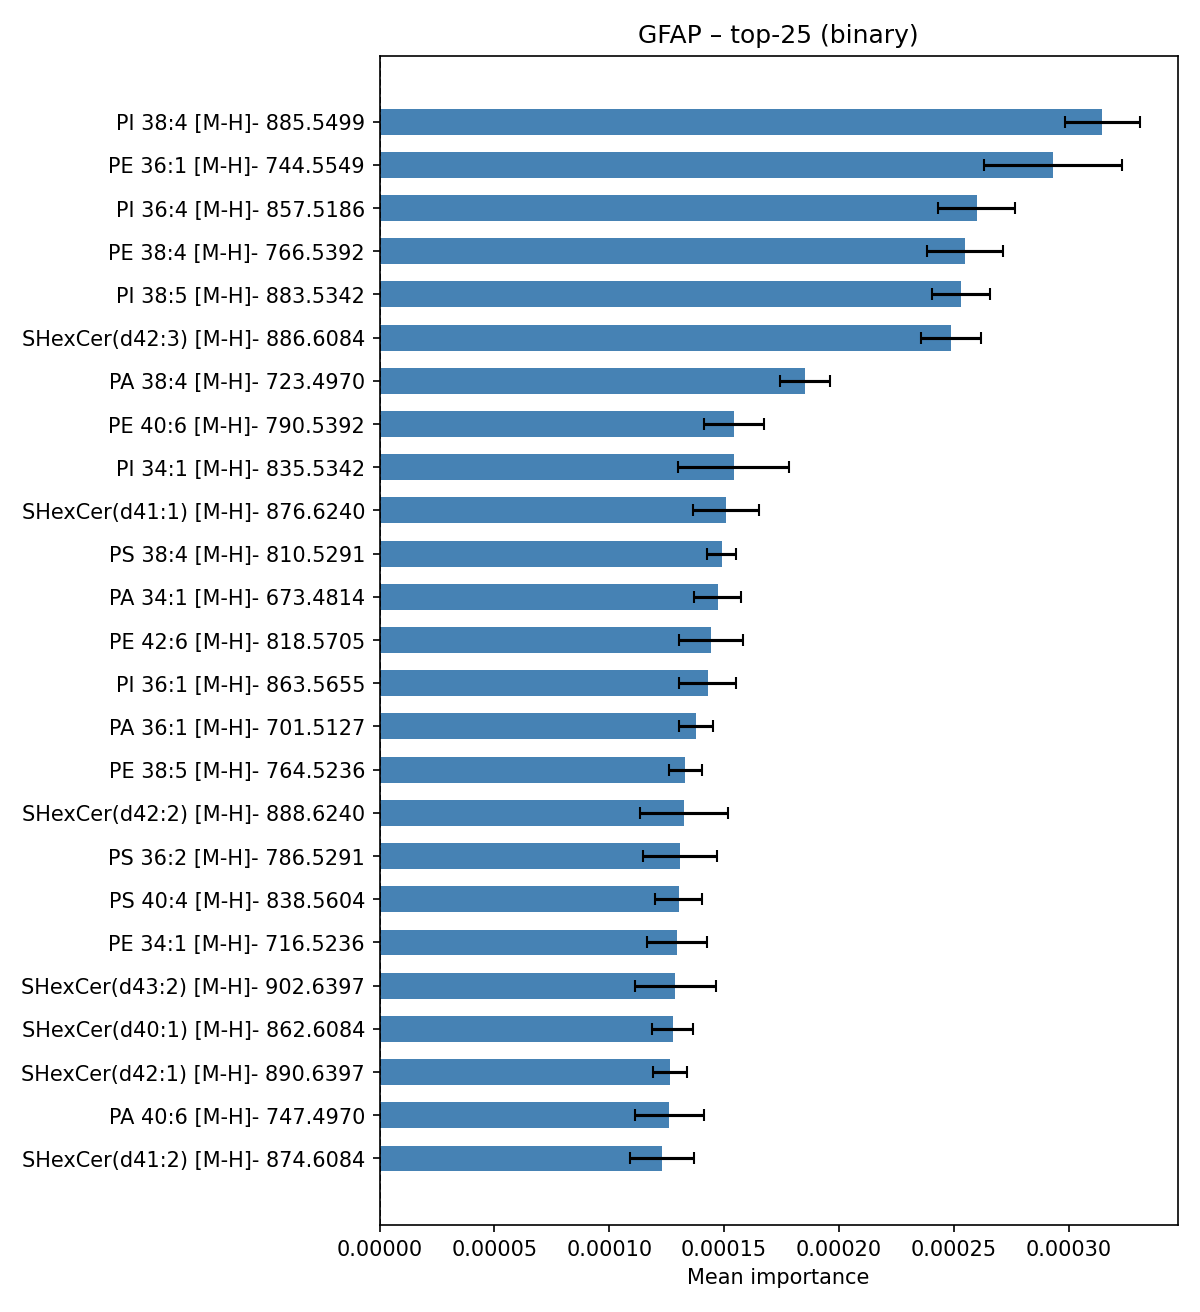 GFAP – top-25 (binary)
PI 38:4 [M-H]- 885.5499
PE 36:1 [M-H]- 744.5549
PI 36:4 [M-H]- 857.5186
PE 38:4 [M-H]- 766.5392
PI 38:5 [M-H]- 883.5342
SHexCer(d42:3) [M-H]- 886.6084
PA 38:4 [M-H]- 723.4970
PE 40:6 [M-H]- 790.5392
PI 34:1 [M-H]- 835.5342
SHexCer(d41:1) [M-H]- 876.6240
PS 38:4 [M-H]- 810.5291
PA 34:1 [M-H]- 673.4814
PE 42:6 [M-H]- 818.5705
PI 36:1 [M-H]- 863.5655
PA 36:1 [M-H]- 701.5127
PE 38:5 [M-H]- 764.5236
SHexCer(d42:2) [M-H]- 888.6240
PS 36:2 [M-H]- 786.5291
PS 40:4 [M-H]- 838.5604
PE 34:1 [M-H]- 716.5236
SHexCer(d43:2) [M-H]- 902.6397
SHexCer(d40:1) [M-H]- 862.6084
SHexCer(d42:1) [M-H]- 890.6397
PA 40:6 [M-H]- 747.4970
SHexCer(d41:2) [M-H]- 874.6084
0.00000 0.00005 0.00010 0.00015 0.00020 0.00025 0.00030
Mean importance